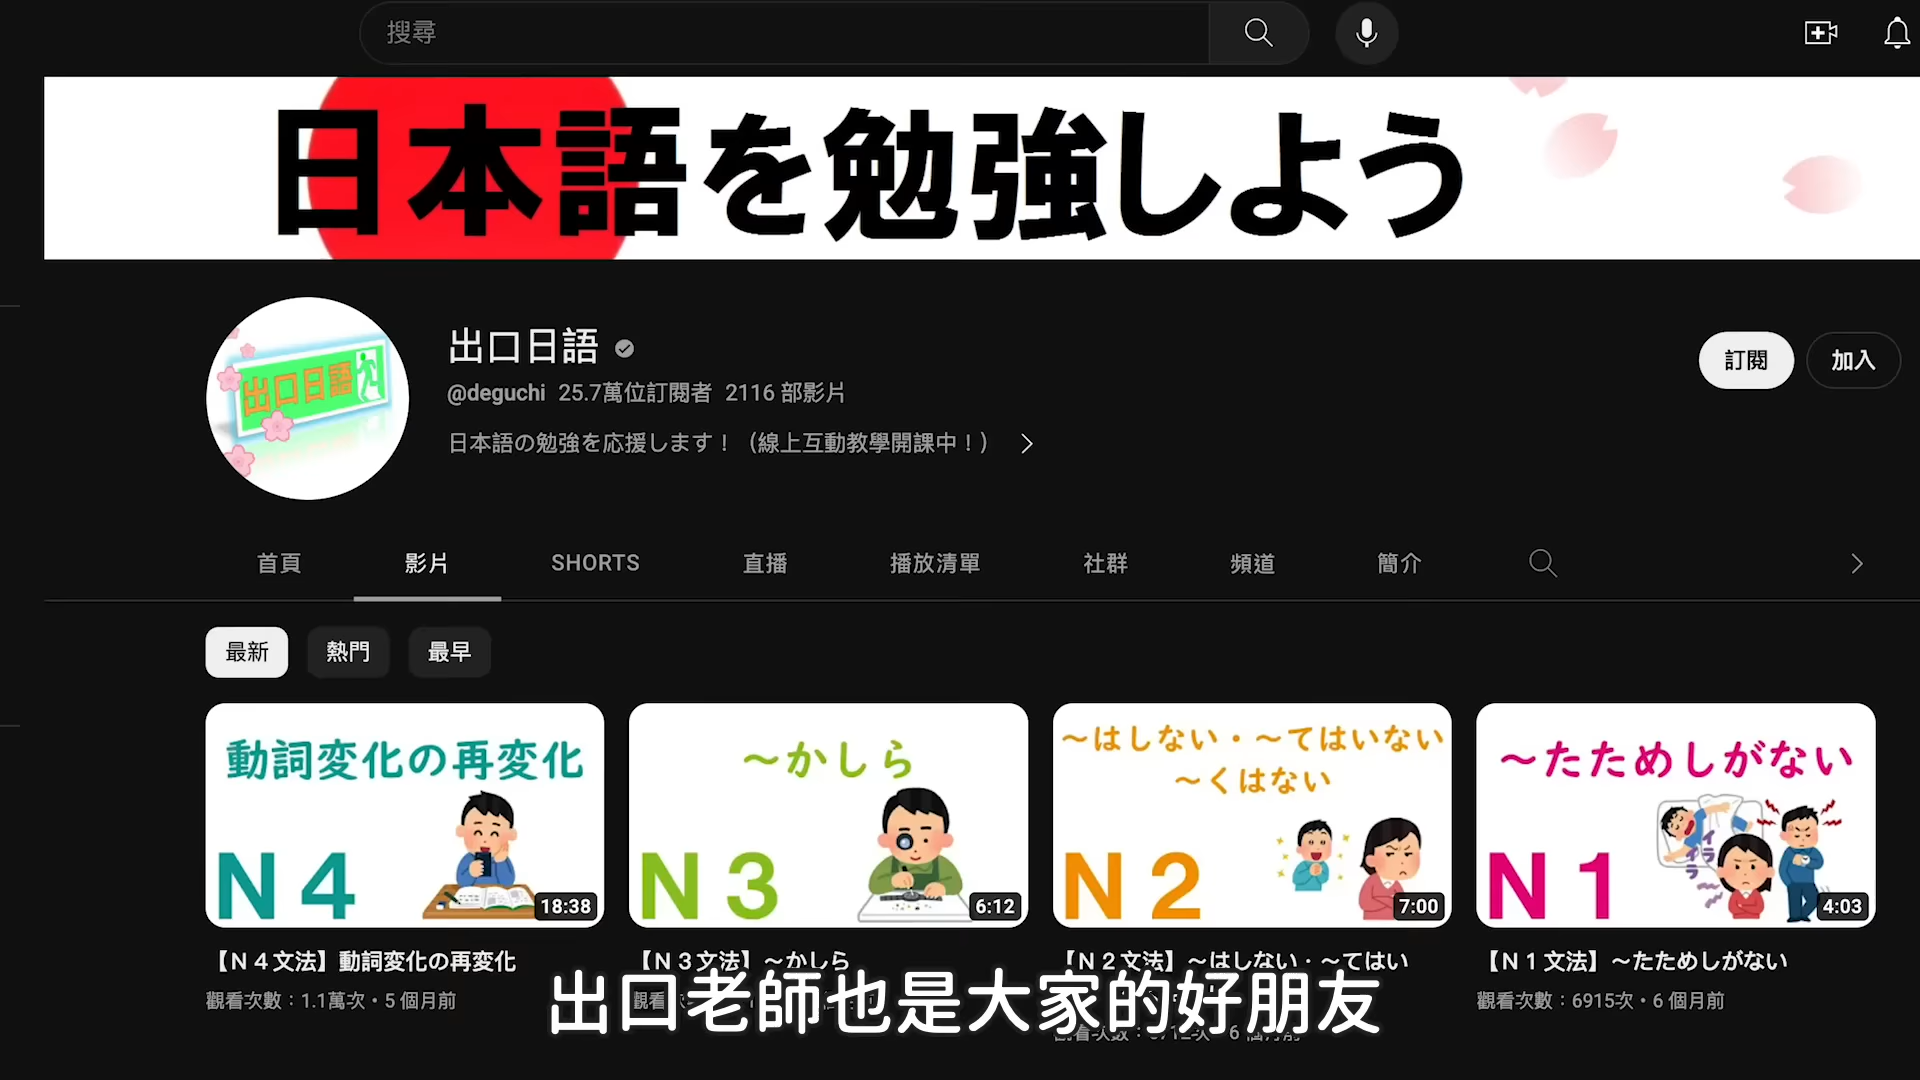 搜尋
日本語を勉強しよう
出口日語
出口日語
@deguchi 25.7萬位訂閱者 2116 部影片
日本語の勉強を応援します！（線上互動教學開課中！）
訂閱
加入
首頁
影片
SHORTS
直播
播放清單
社群
頻道
簡介
最新
熱門
最早
動詞変化の再変化
N4
18:38
～かしら
N3
6:12
～はしない・～てはいない
～くはない
N2
7:00
～たためしがない
イライラ
N1
4:03
【N４文法】動詞変化の再変化
觀看次數：1.1萬次・5 個月前
【N３文法】～かしら
【N２文法】～はしない・～てはい
【N１文法】～たためしがない
觀看次數：6915次・6 個月前
出口老師也是大家的好朋友